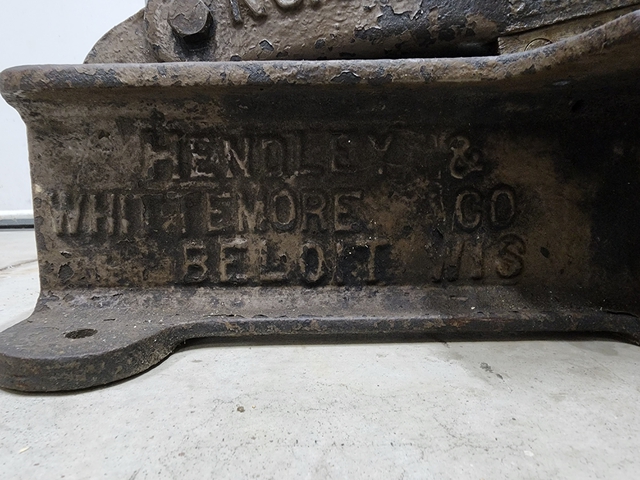 HENDLEY &
WHITTEMORE CO
BELOIT WIS